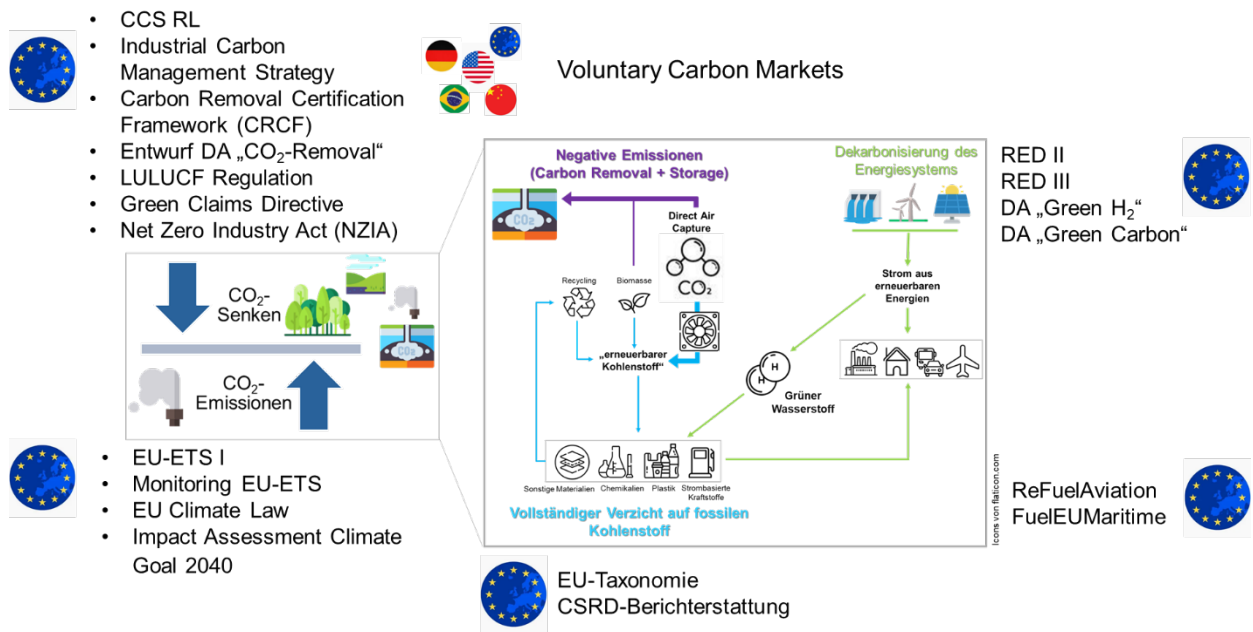 • CCS RL
• Industrial Carbon
Management Strategy
• Carbon Removal Certification
Framework (CRCF)
• Entwurf DA „CO₂-Removal“
• LULUCF Regulation
• Green Claims Directive
• Net Zero Industry Act (NZIA)
Voluntary Carbon Markets
CO₂-
Senken
CO₂
CO₂-
Emissionen
Negative Emissionen
(Carbon Removal + Storage)
CO₂
Direct Air
Capture
CO₂
Recycling
Biomasse
„erneuerbarer
Kohlenstoff“
Dekarbonisierung des
Energiesystems
Strom aus
erneuerbaren
Energien
H
H
Grüner
Wasserstoff
Sonstige Materialien
Chemikalien
Plastik
Strombasierte
Kraftstoffe
Vollständiger Verzicht auf fossilen
Kohlenstoff
Icons von flaticon.com
RED II
RED III
DA „Green H₂“
DA „Green Carbon“
• EU-ETS I
• Monitoring EU-ETS
• EU Climate Law
• Impact Assessment Climate
Goal 2040
ReFuelAviation
FuelEUMaritime
EU-Taxonomie
CSRD-Berichterstattung